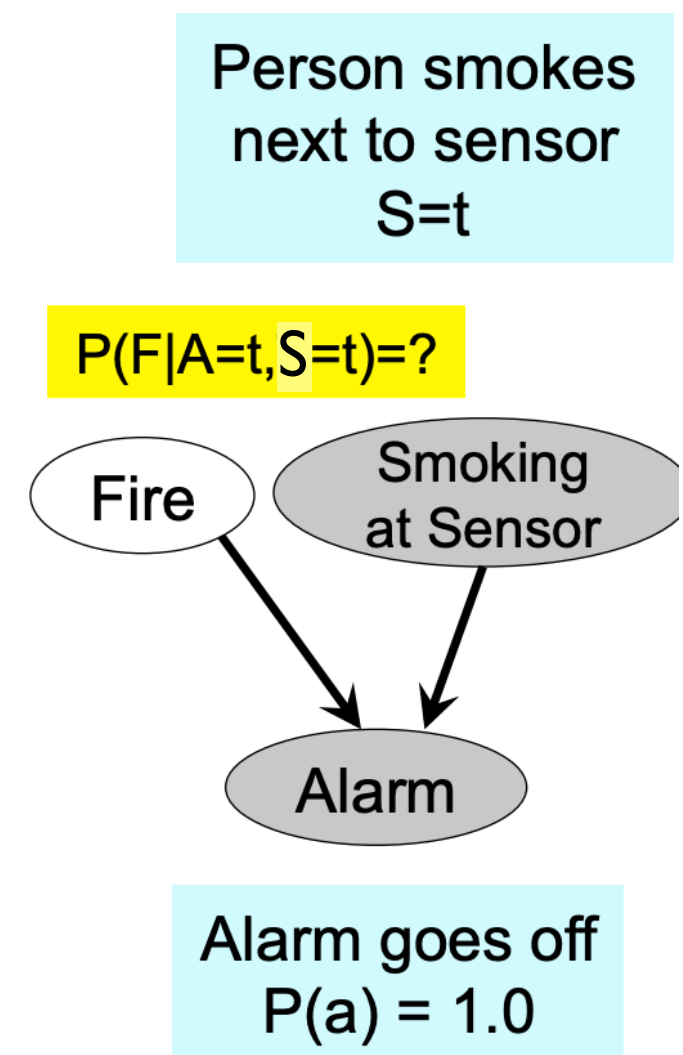 Person smokes
next to sensor
S=t
P(F|A=t,S=t)=?
Fire
Smoking
at Sensor
Alarm
Alarm goes off
P(a) = 1.0